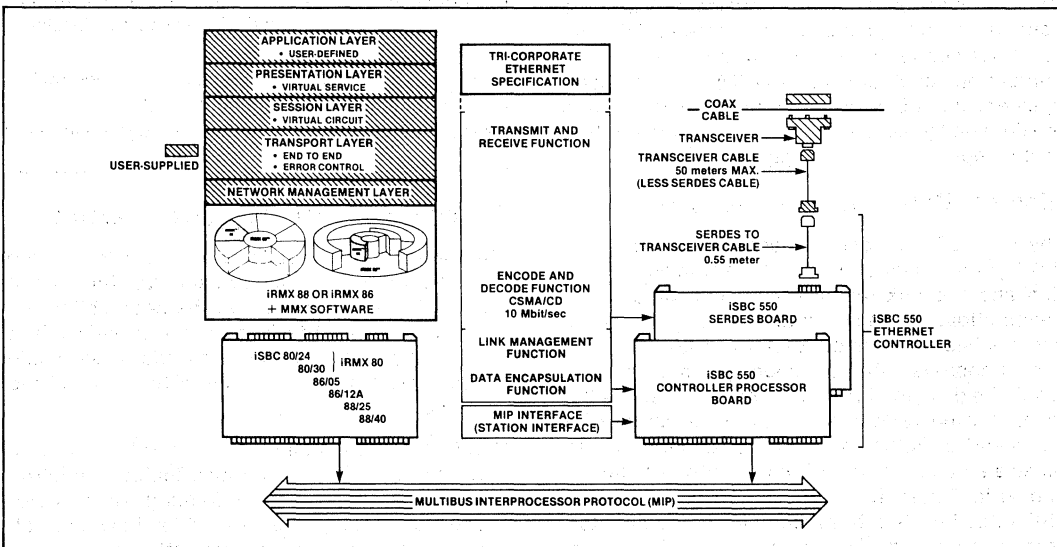 APPLICATION LAYER
• USER-DEFINED
PRESENTATION LAYER
• VIRTUAL SERVICE
SESSION LAYER
• VIRTUAL CIRCUIT
TRANSPORT LAYER
• END TO END
• ERROR CONTROL
NETWORK MANAGEMENT LAYER
USER-SUPPLIED
iRMX 88 OR iRMX 86
+ MMX SOFTWARE
iSBC 80/24
80/30
iRMX 80
86/05
86/12A
88/25
88/40
TRI-CORPORATE
ETHERNET
SPECIFICATION
TRANSMIT AND
RECEIVE FUNCTION
ENCODE AND
DECODE FUNCTION
CSMA/CD
10 Mbit/sec
LINK MANAGEMENT
FUNCTION
DATA ENCAPSULATION
FUNCTION
MIP INTERFACE
(STATION INTERFACE)
COAX
CABLE
TRANSCEIVER
TRANSCEIVER CABLE
50 meters MAX.
(LESS SERDES CABLE)
SERDES TO
TRANSCEIVER CABLE
0.55 meter
iSBC 550
SERDES BOARD
iSBC 550
CONTROLLER PROCESSOR
BOARD
iSBC 550
ETHERNET
CONTROLLER
MULTIBUS INTERPROCESSOR PROTOCOL (MIP)